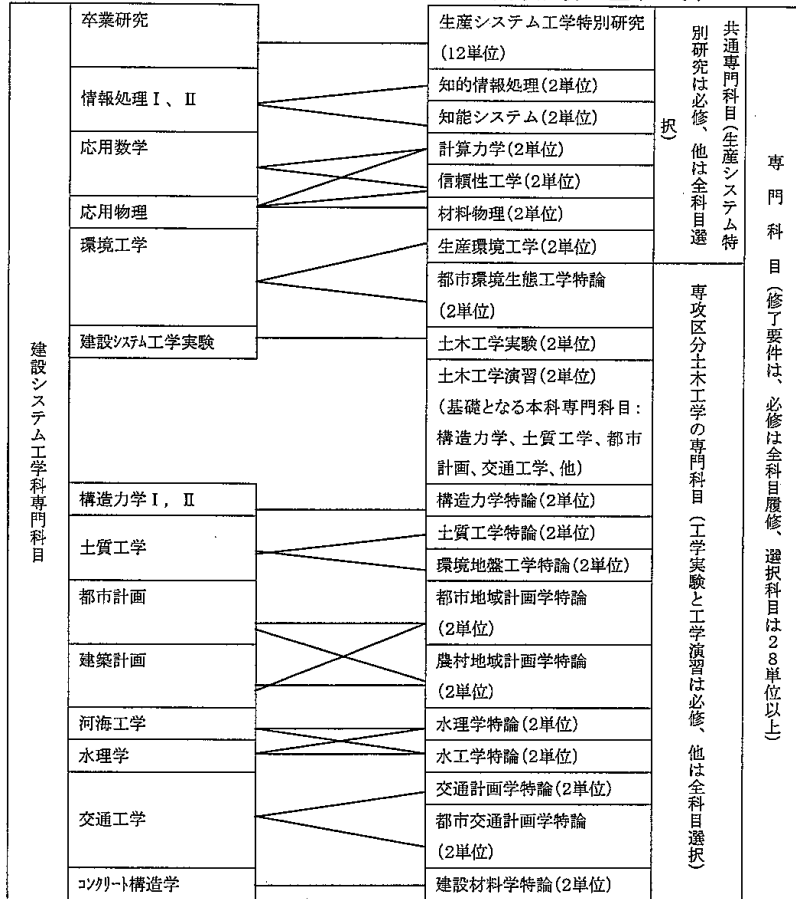 建設システム工学科専門科目
卒業研究
情報処理Ⅰ、Ⅱ
応用数学
応用物理
環境工学
建設システム工学実験
構造力学Ⅰ,Ⅱ
土質工学
都市計画
建築計画
河海工学
水理学
交通工学
コンクリート構造学
生産システム工学特別研究
(12単位)
知的情報処理(2単位)
知能システム(2単位)
計算力学(2単位)
信頼性工学(2単位)
材料物理(2単位)
生産環境工学(2単位)
都市環境生態工学特論
(2単位)
土木工学実験(2単位)
土木工学演習(2単位)
(基礎となる本科専門科目:
構造力学、土質工学、都市
計画、交通工学、他)
構造力学特論(2単位)
土質工学特論(2単位)
環境地盤工学特論(2単位)
都市地域計画学特論
(2単位)
農村地域計画学特論
(2単位)
水理学特論(2単位)
水工学特論(2単位)
交通計画学特論(2単位)
都市交通計画学特論
(2単位)
建設材料学特論(2単位)
共通専門科目(生産システム特
別研究は必修、他は全科目選
択)
専攻区分土木工学の専門科目(工学実験と工学演習は必修、他は全科目選択)
専門科目(修了要件は、必修は全科目履修、選択科目は28単位以上)